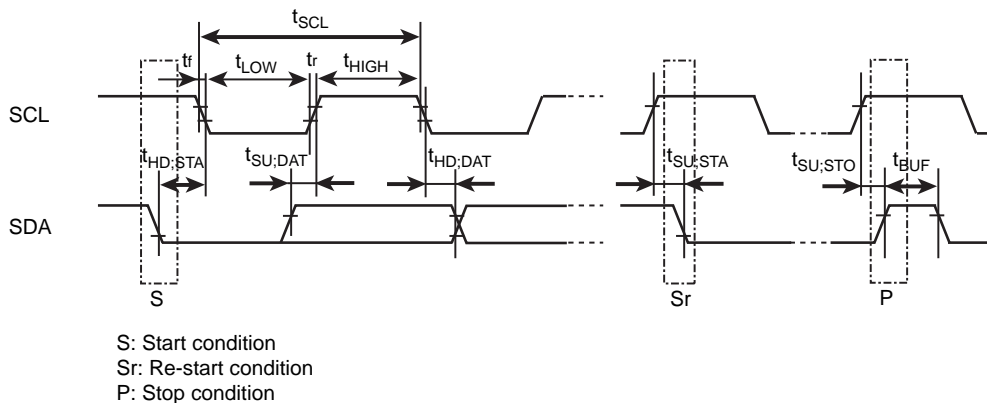 tSCL
tf tLOW tr tHIGH
SCL
tHD;STA tSU;DAT tHD;DAT tSU;STA tSU;STO tBUF
SDA
S Sr P
S: Start condition
Sr: Re-start condition
P: Stop condition